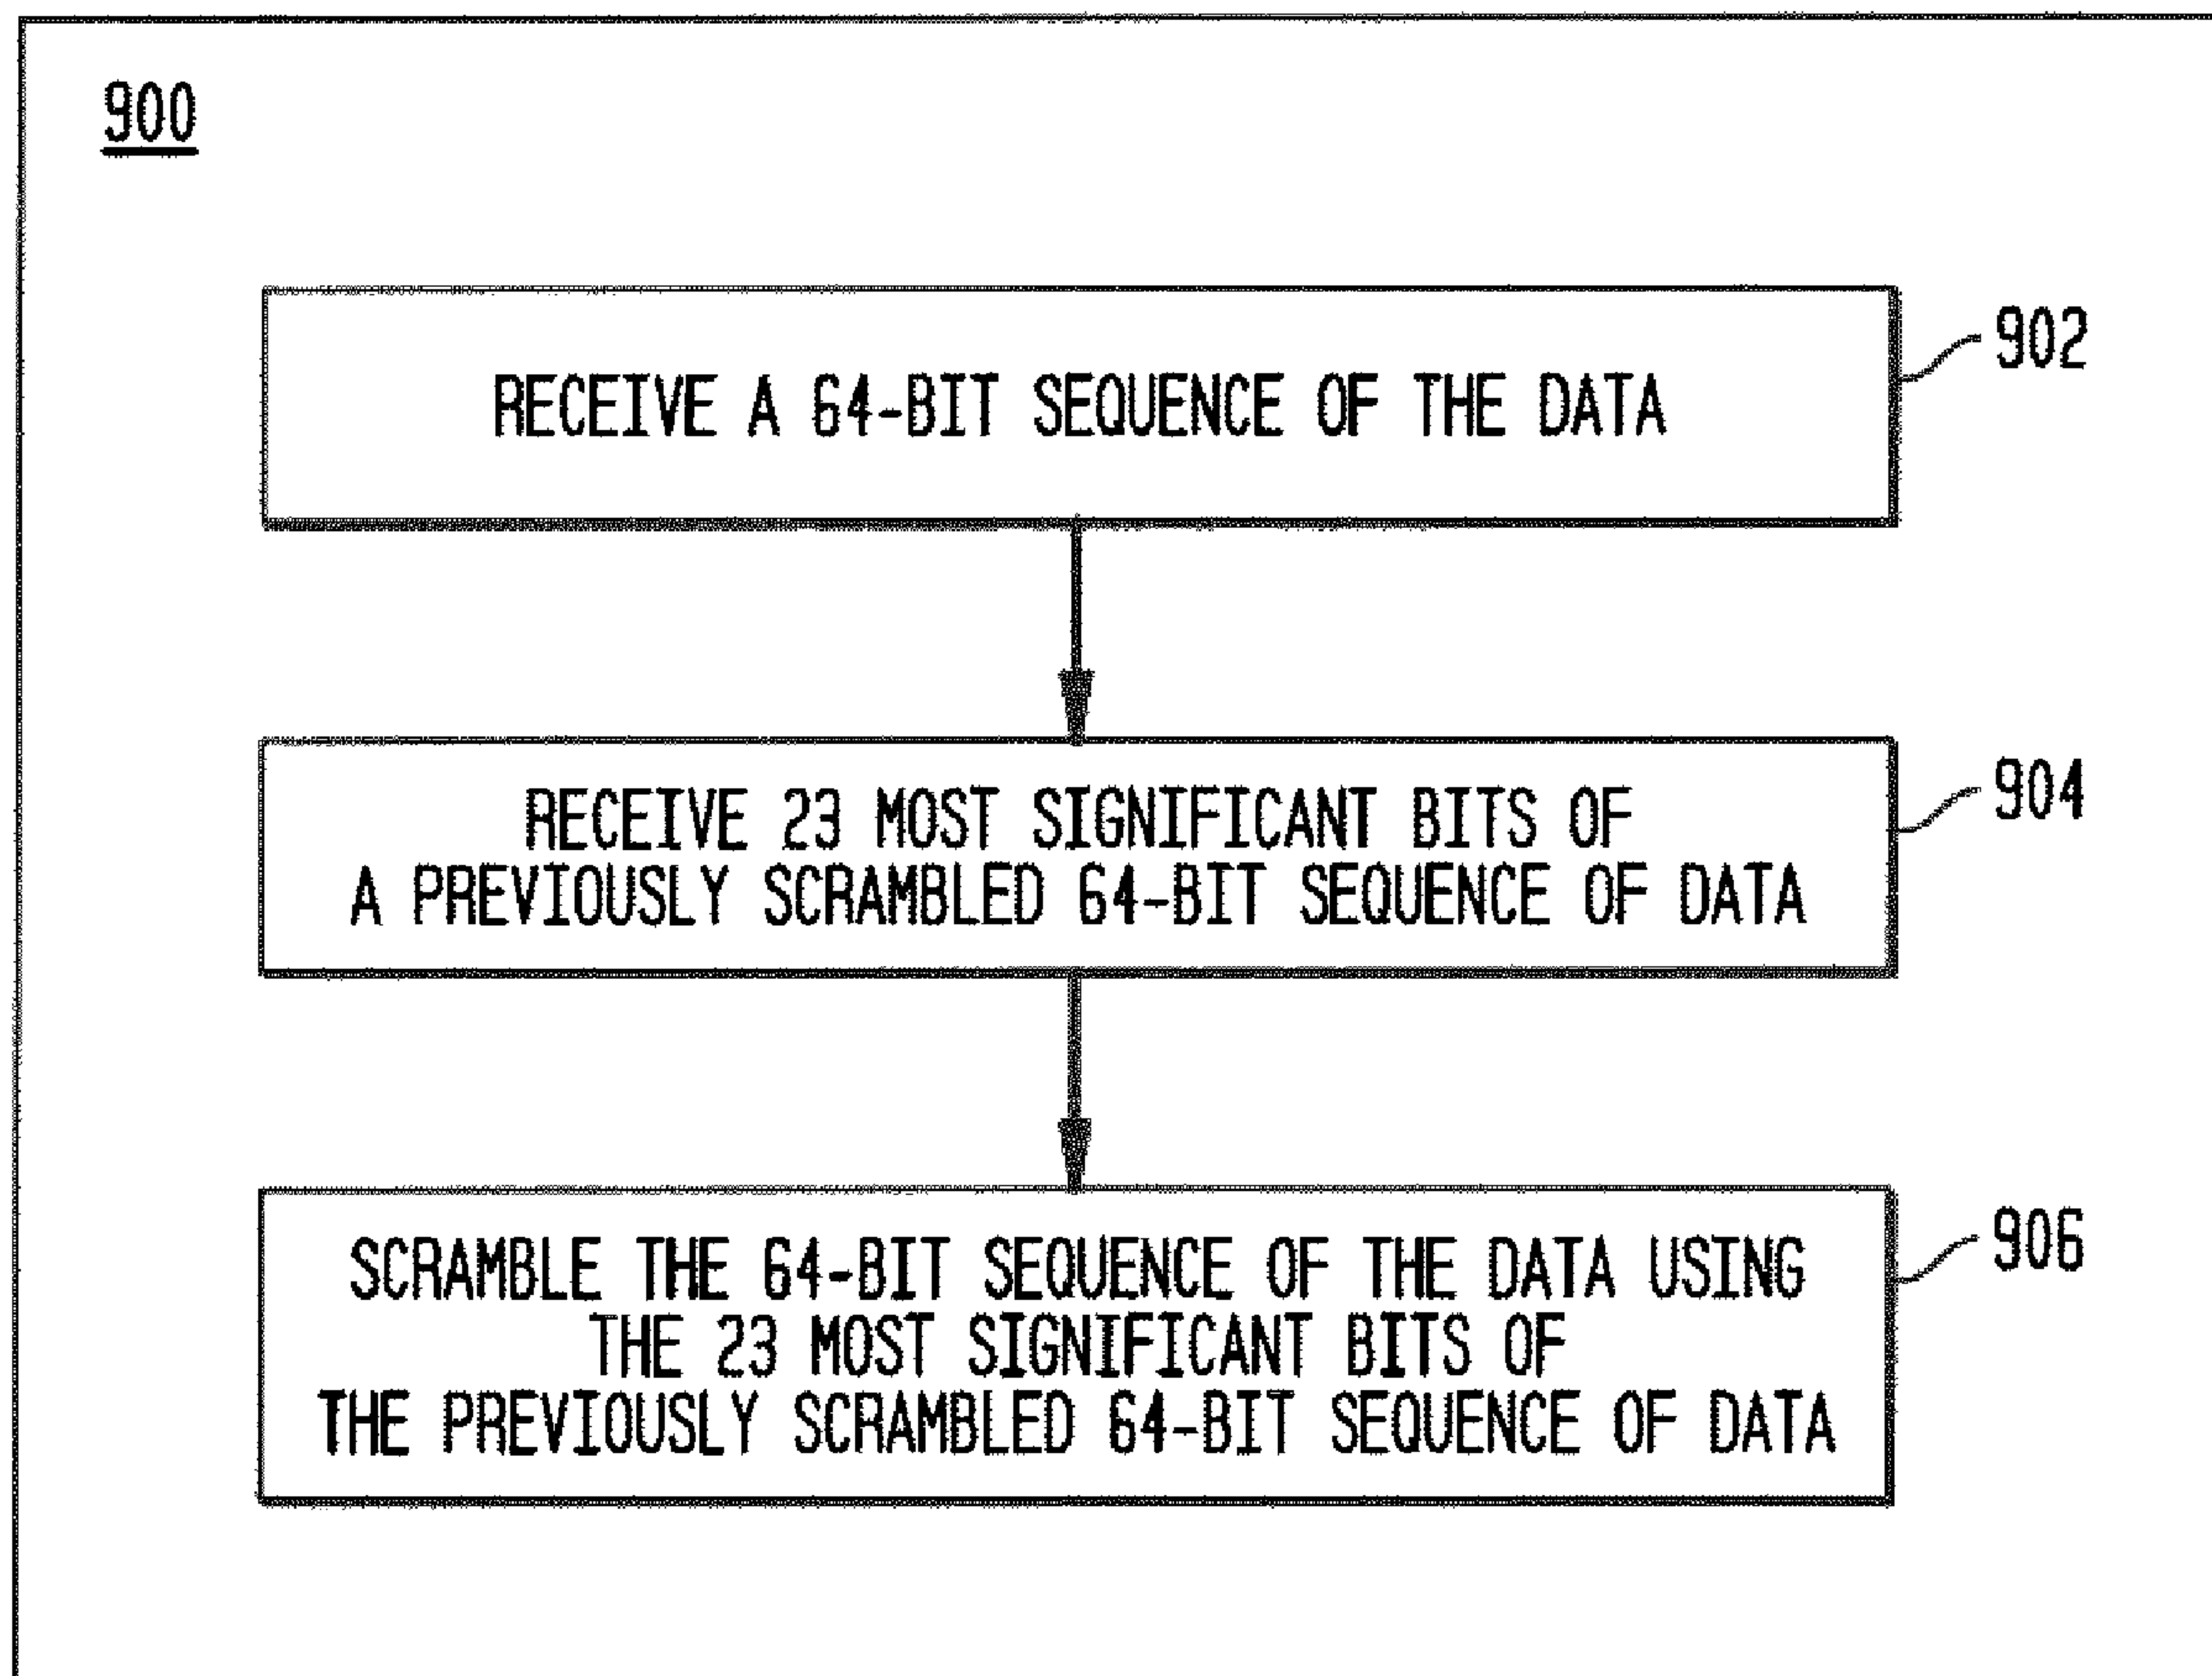 900
RECEIVE A 64-BIT SEQUENCE OF THE DATA
902
RECEIVE 23 MOST SIGNIFICANT BITS OF
A PREVIOUSLY SCRAMBLED 64-BIT SEQUENCE OF DATA
904
SCRAMBLE THE 64-BIT SEQUENCE OF THE DATA USING
THE 23 MOST SIGNIFICANT BITS OF
THE PREVIOUSLY SCRAMBLED 64-BIT SEQUENCE OF DATA
906